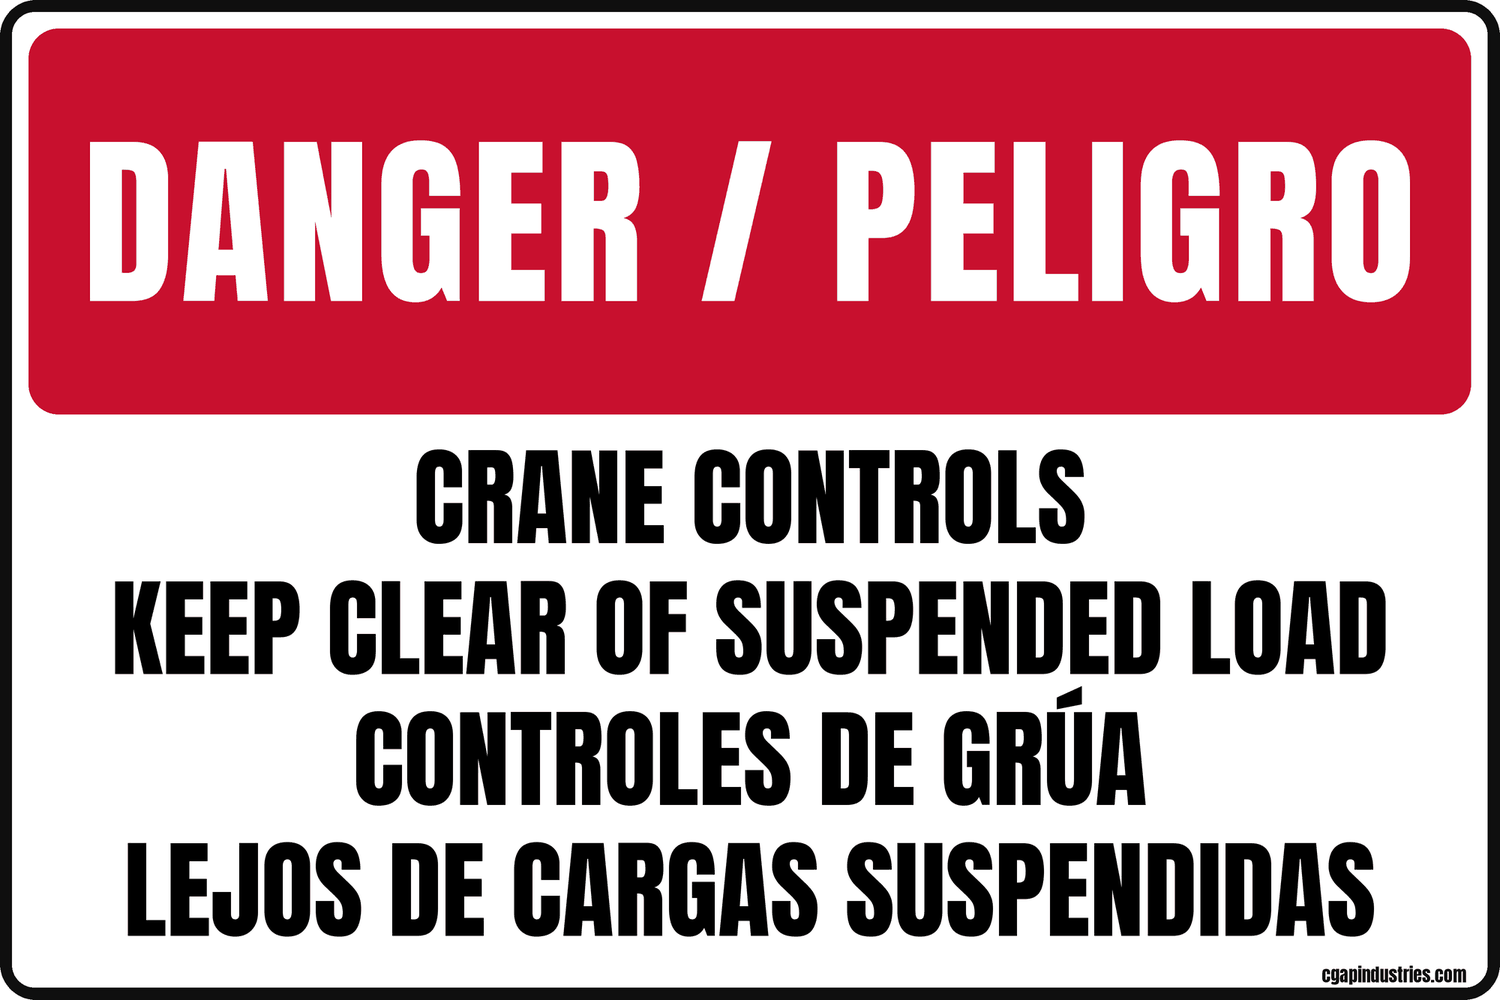 DANGER / PELIGRO
CRANE CONTROLS
KEEP CLEAR OF SUSPENDED LOAD
CONTROLES DE GRÚA
LEJOS DE CARGAS SUSPENDIDAS
cgapindustries.com